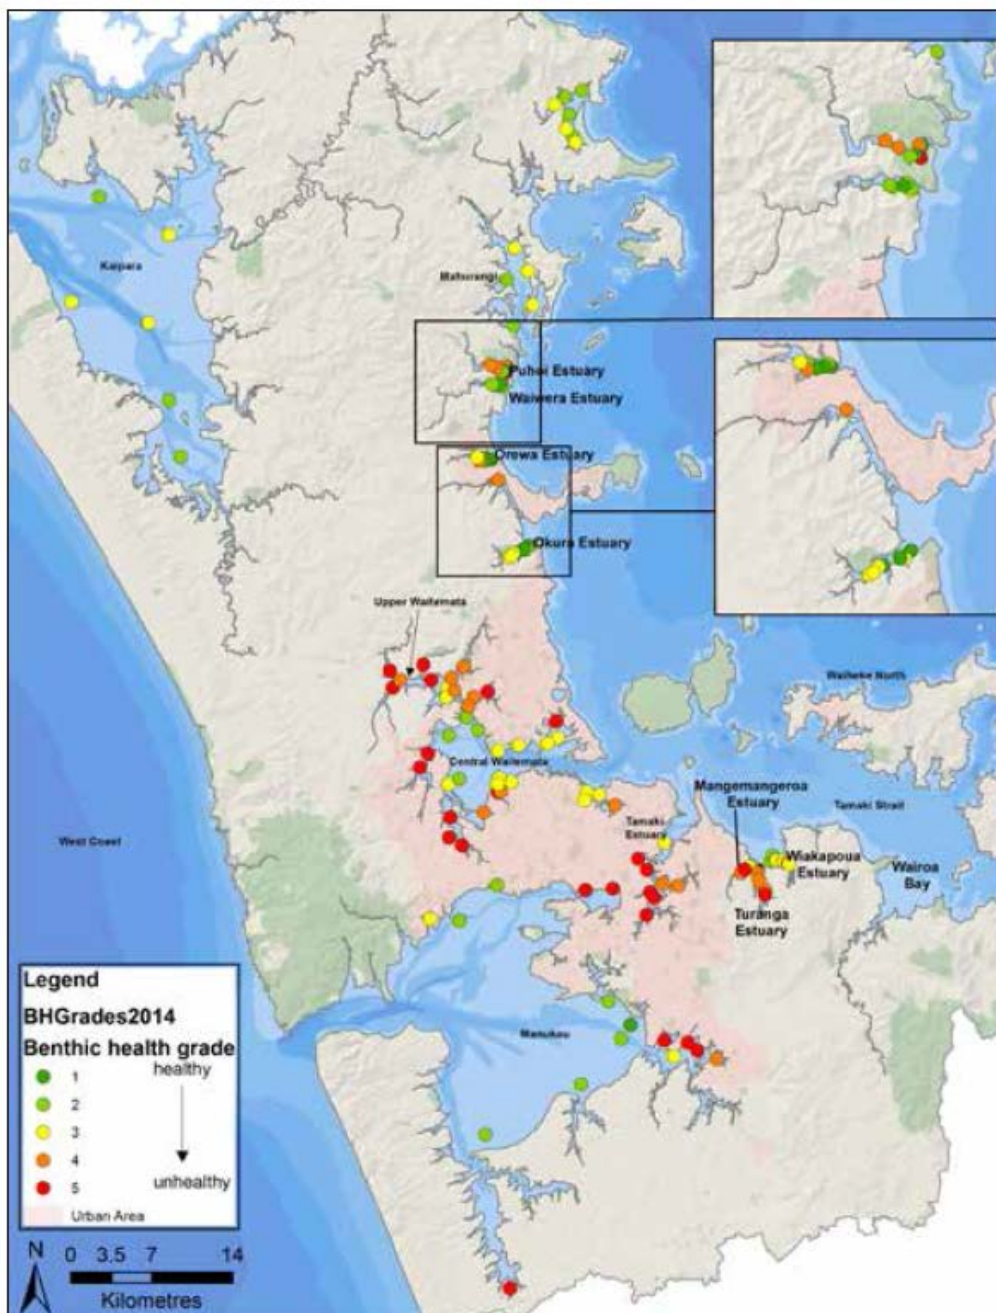 Kaipara
Mahurangi
Puhoi Estuary
Waiwera Estuary
Orewa Estuary
Okura Estuary
Upper Waitemata
Waiheke North
Central Waitemata
Mangemangeroa
Estuary
Tamaki Strait
West Coast
Tamaki
Estuary
Wiakapoua
Estuary
Wairoa
Bay
Turanga
Estuary
Manukau
Legend
BHGrades2014
Benthic health grade
healthy
1
2
3
4
5
unhealthy
Urban Area
N
0 3.5 7 14
Kilometres